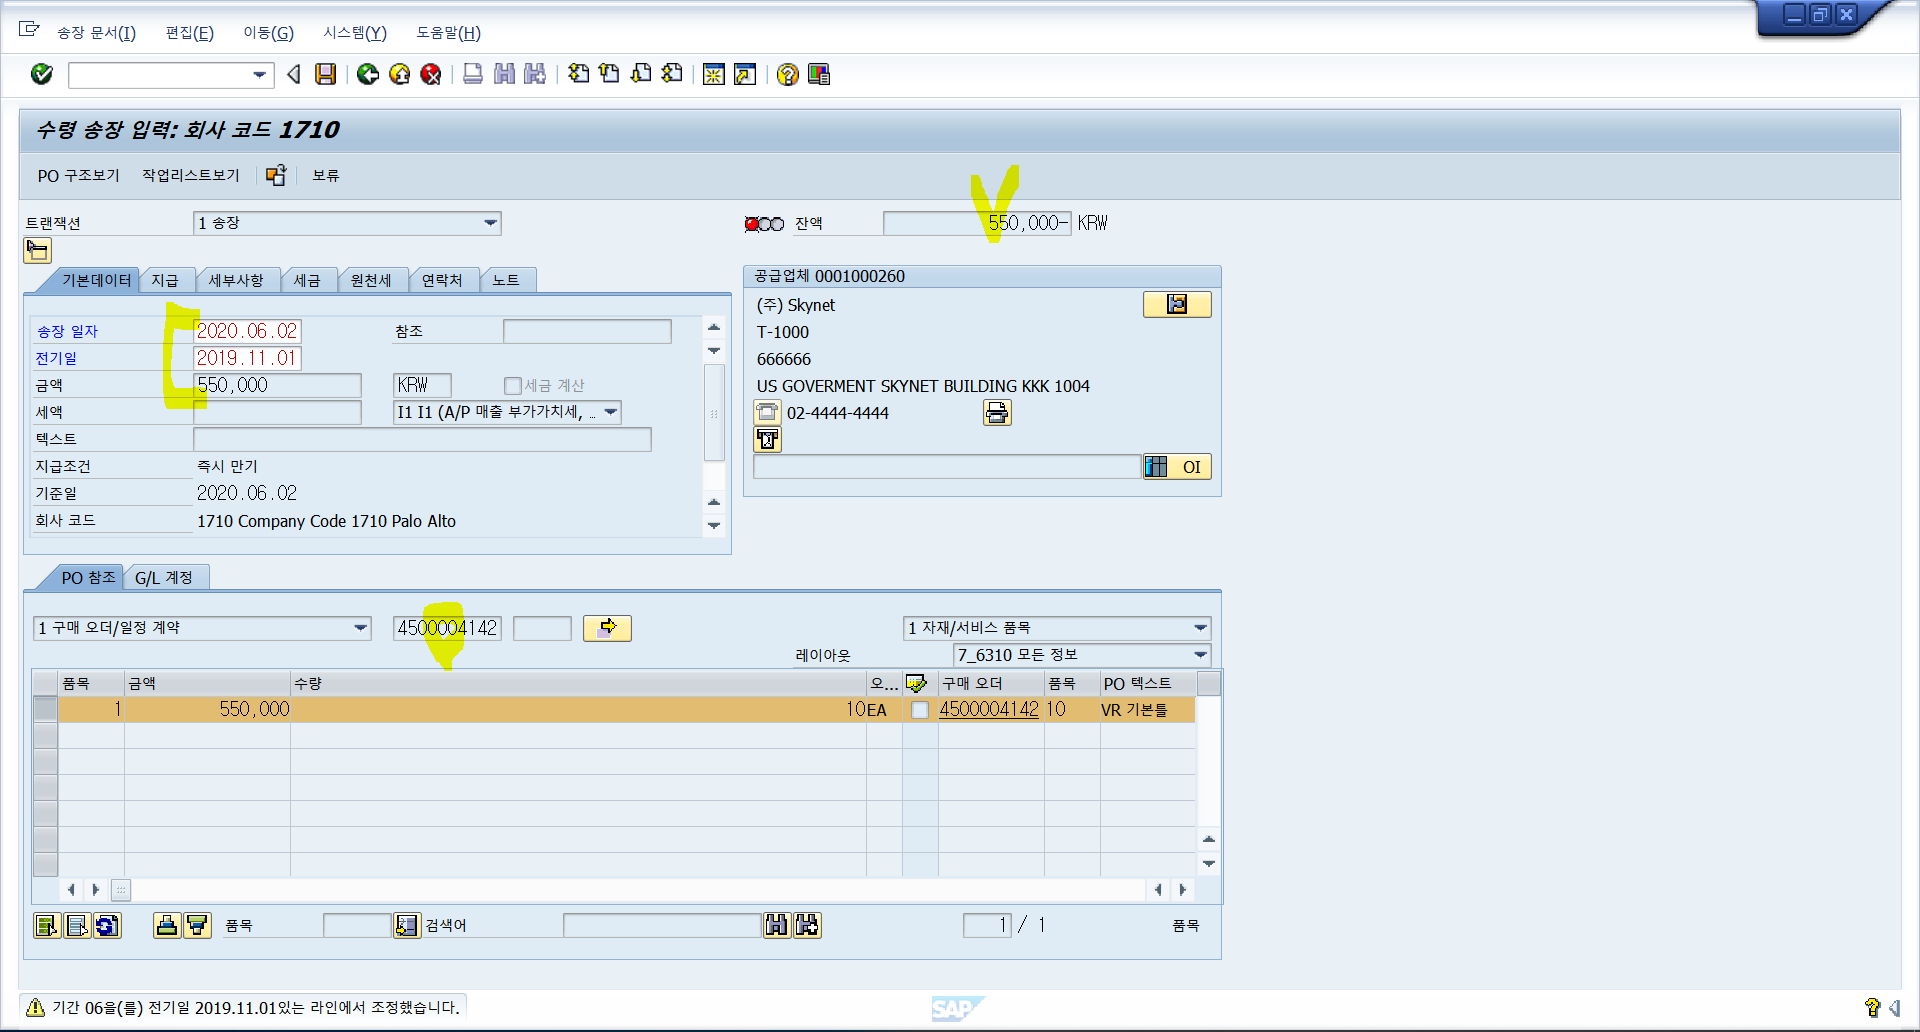 송장 문서(I) 편집(E) 이동(G) 시스템(Y) 도움말(H)
수령 송장 입력: 회사 코드 1710
PO 구조보기 작업리스트보기 보류
트랜잭션 1 송장 잔액 550,000- KRW
기본데이터 지급 세부사항 세금 원천세 연락처 노트
송장 일자 2020.06.02 참조
전기일 2019.11.01
금액 550,000 KRW 세금 계산
세액 I1 I1 (A/P 매출 부가가치세, ..
텍스트
지급조건 즉시 만기
기준일 2020.06.02
회사 코드 1710 Company Code 1710 Palo Alto
공급업체 0001000260
(주) Skynet
T-1000
666666
US GOVERMENT SKYNET BUILDING KKK 1004
02-4444-4444
OI
PO 참조 G/L 계정
1 구매 오더/일정 계약 4500004142 1 자재/서비스 품목
레이아웃 7_6310 모든 정보
품목 금액 수량 오... 구매 오더 품목 PO 텍스트
1 550,000 10 EA 4500004142 10 VR 기본틀
품목 검색어 1 / 1 품목
기간 06을(를) 전기일 2019.11.01있는 라인에서 조정했습니다.
SAP